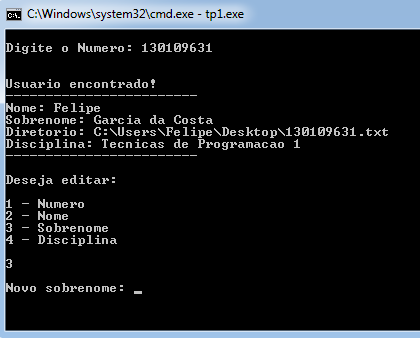 C:\Windows\system32\cmd.exe - tp1.exe
Digite o Numero: 130109631
Usuario encontrado!
-------------------------
Nome: Felipe
Sobrenome: Garcia da Costa
Diretorio: C:\Users\Felipe\Desktop\130109631.txt
Disciplina: Tecnicas de Programacao 1
-------------------------
Deseja editar:
1 - Numero
2 - Nome
3 - Sobrenome
4 - Disciplina
3
Novo sobrenome: _